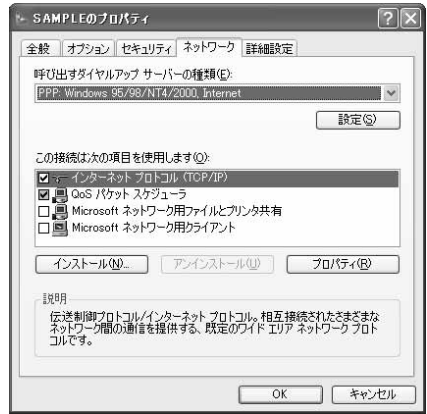 SAMPLEのプロパティ
全般 オプション セキュリティ ネットワーク 詳細設定
呼び出すダイヤルアップ サーバーの種類(E):
PPP: Windows 95/98/NT4/2000, Internet
設定(S)
この接続は次の項目を使用します(O):
インターネット プロトコル (TCP/IP)
QoS パケット スケジューラ
Microsoft ネットワーク用ファイルとプリンタ共有
Microsoft ネットワーク用クライアント
インストール(N)... アンインストール(U) プロパティ(R)
説明
伝送制御プロトコル/インターネット プロトコル。相互接続されたさまざまな
ネットワーク間の通信を提供する、既定のワイド エリア ネットワーク プロト
コルです。
OK キャンセル